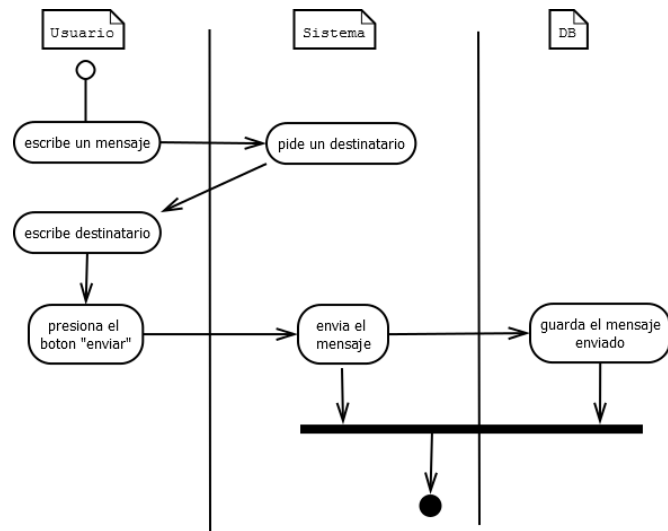 Usuario
Sistema
DB
escribe un mensaje
pide un destinatario
escribe destinatario
presiona el
boton "enviar"
envia el
mensaje
guarda el mensaje
enviado